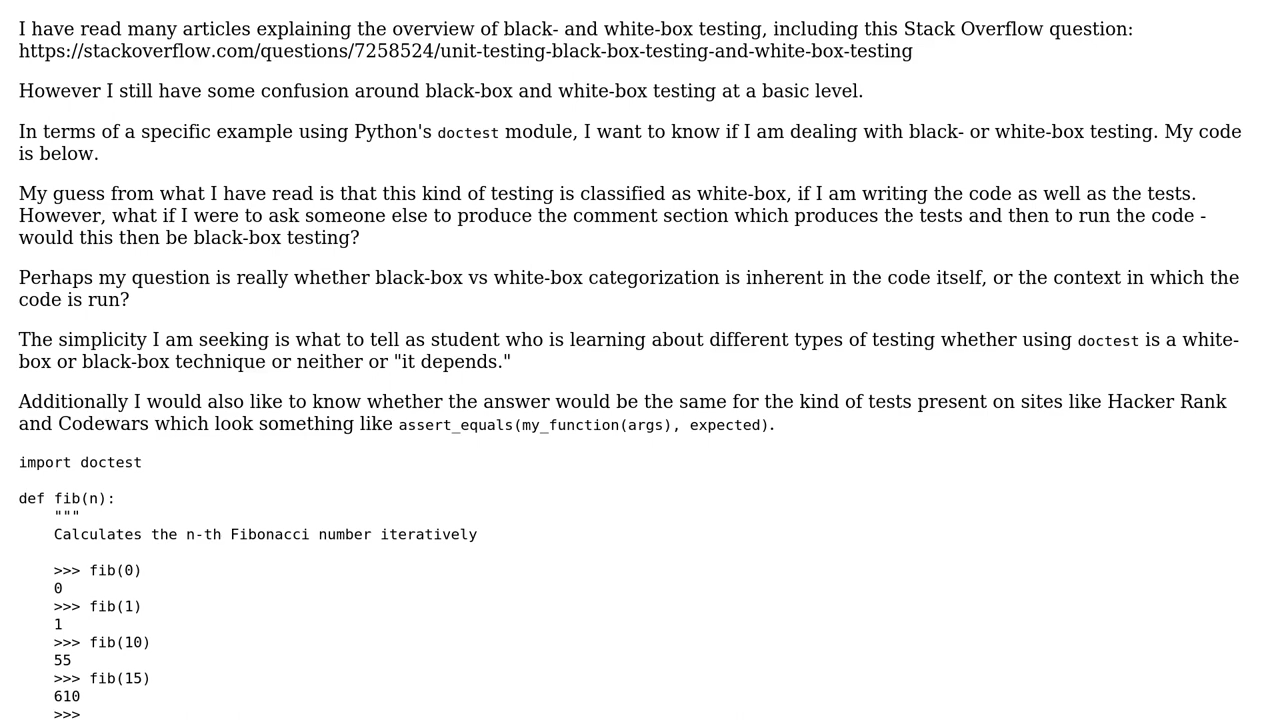 I have read many articles explaining the overview of black- and white-box testing, including this Stack Overflow question:
https://stackoverflow.com/questions/7258524/unit-testing-black-box-testing-and-white-box-testing
However I still have some confusion around black-box and white-box testing at a basic level.
In terms of a specific example using Python's doctest module, I want to know if I am dealing with black- or white-box testing. My code
is below.
My guess from what I have read is that this kind of testing is classified as white-box, if I am writing the code as well as the tests.
However, what if I were to ask someone else to produce the comment section which produces the tests and then to run the code -
would this then be black-box testing?
Perhaps my question is really whether black-box vs white-box categorization is inherent in the code itself, or the context in which the
code is run?
The simplicity I am seeking is what to tell as student who is learning about different types of testing whether using doctest is a white-
box or black-box technique or neither or "it depends."
Additionally I would also like to know whether the answer would be the same for the kind of tests present on sites like Hacker Rank
and Codewars which look something like assert_equals(my_function(args), expected).
import doctest
def fib(n):
    """
    Calculates the n-th Fibonacci number iteratively
    >>> fib(0)
    0
    >>> fib(1)
    1
    >>> fib(10)
    55
    >>> fib(15)
    610
    >>>